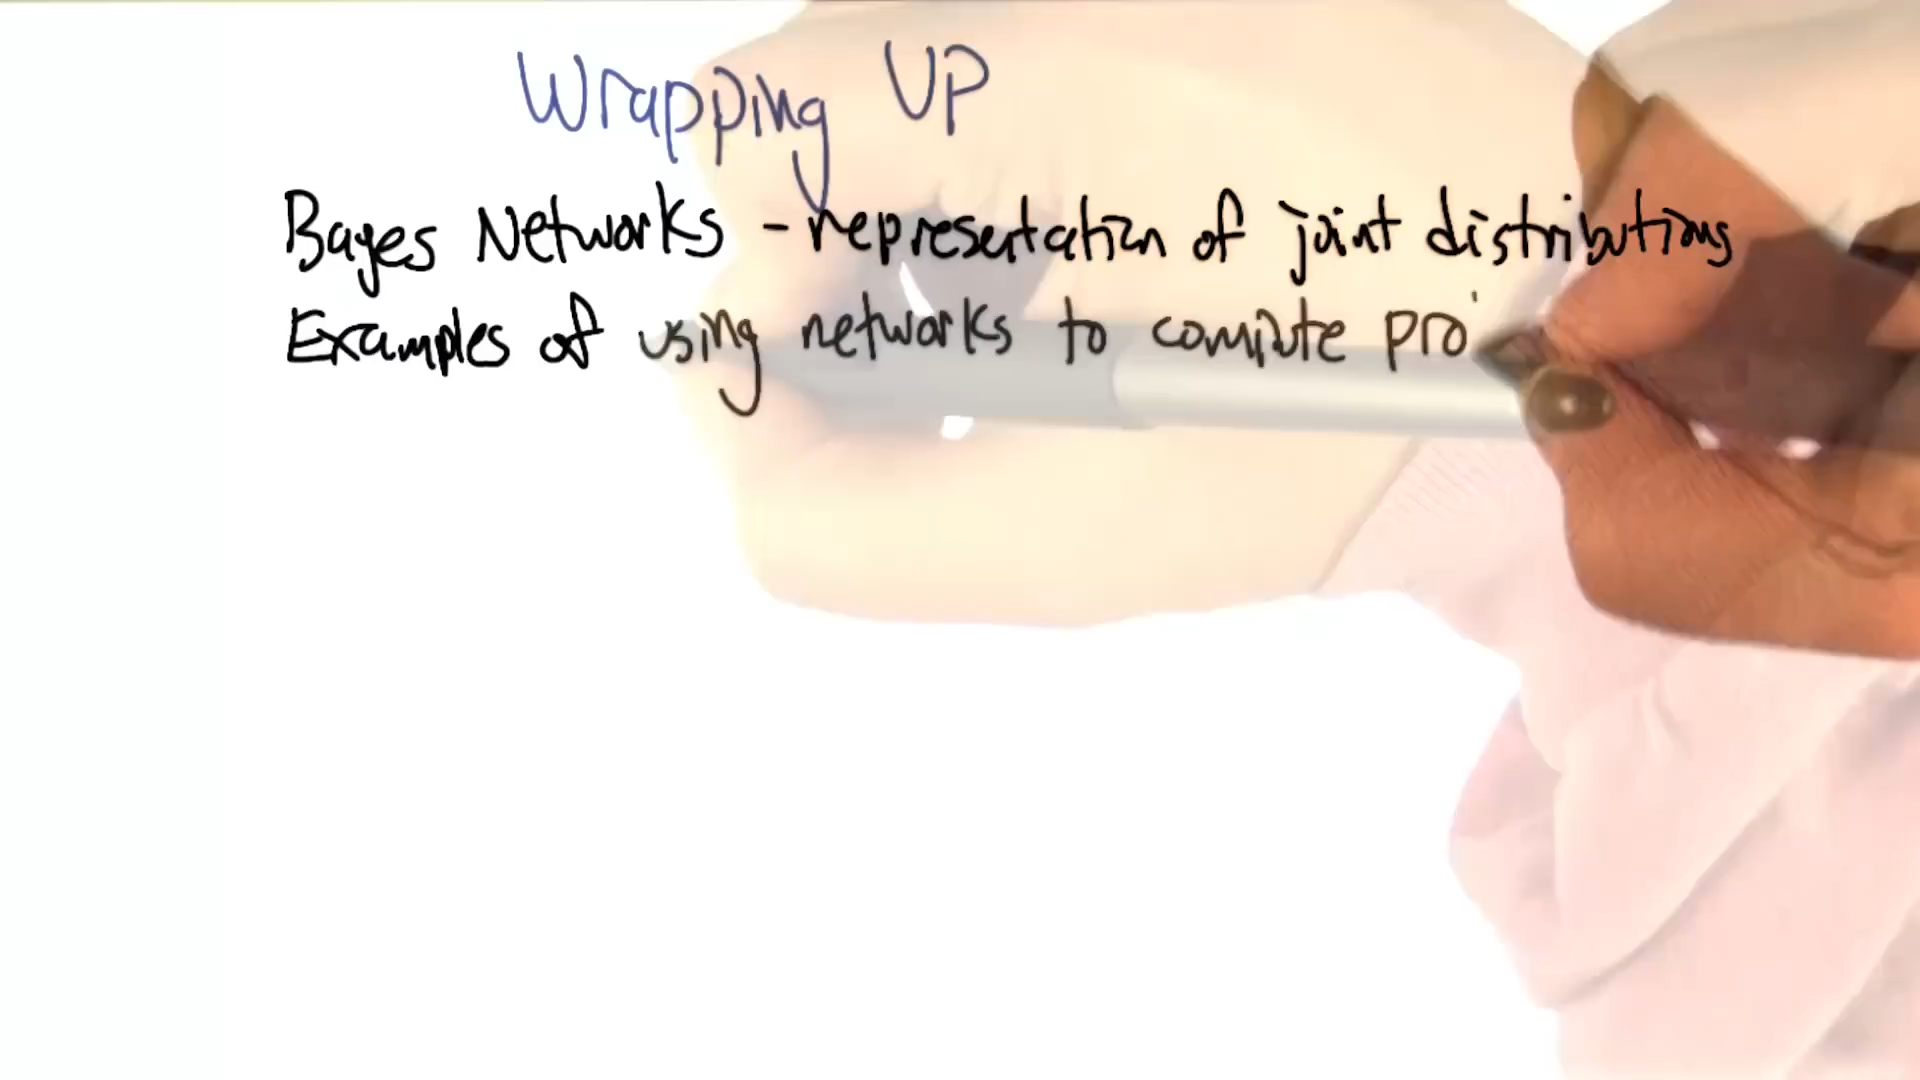 Wrapping Up
Bayes Networks - representation of joint distributions
Examples of using networks to compute pro